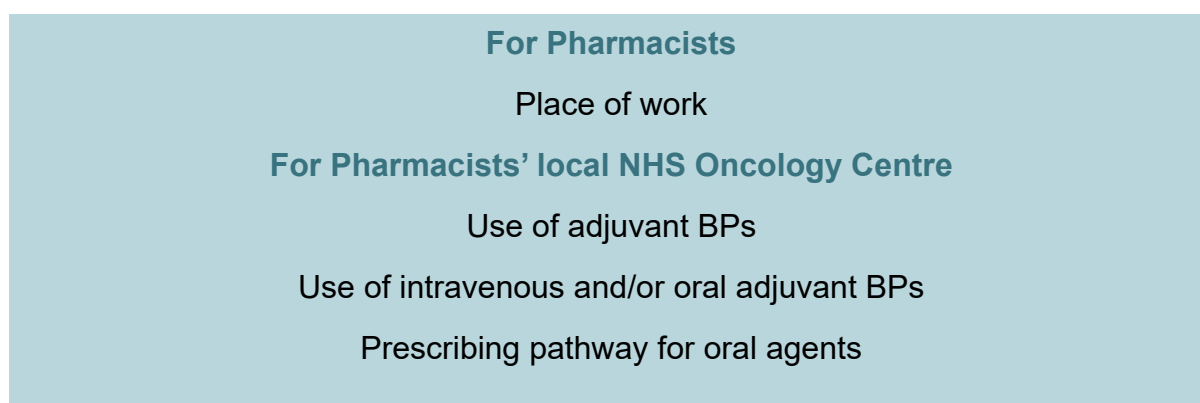 For Pharmacists
Place of work
For Pharmacists’ local NHS Oncology Centre
Use of adjuvant BPs
Use of intravenous and/or oral adjuvant BPs
Prescribing pathway for oral agents